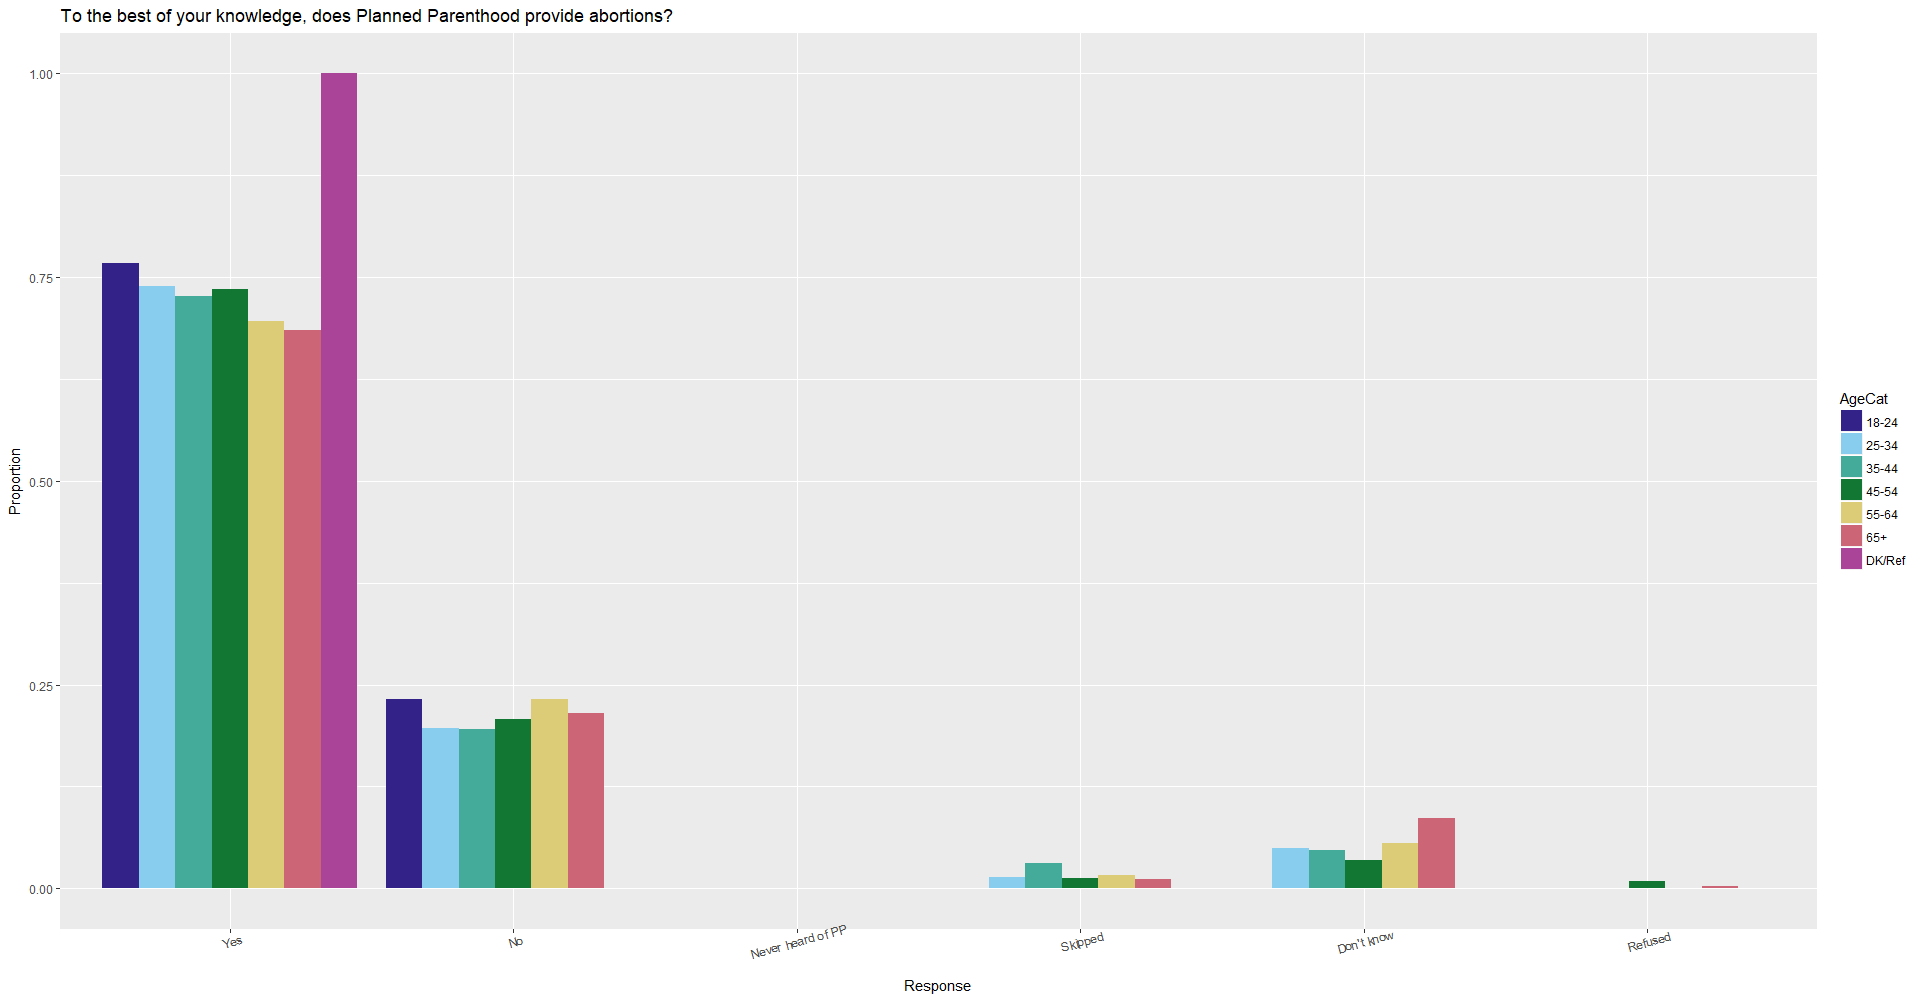 To the best of your knowledge, does Planned Parenthood provide abortions?
Proportion
1.00
0.75
0.50
0.25
0.00
Yes
No
Never heard of PP
Skipped
Don't know
Refused
Response
AgeCat
18-24
25-34
35-44
45-54
55-64
65+
DK/Ref